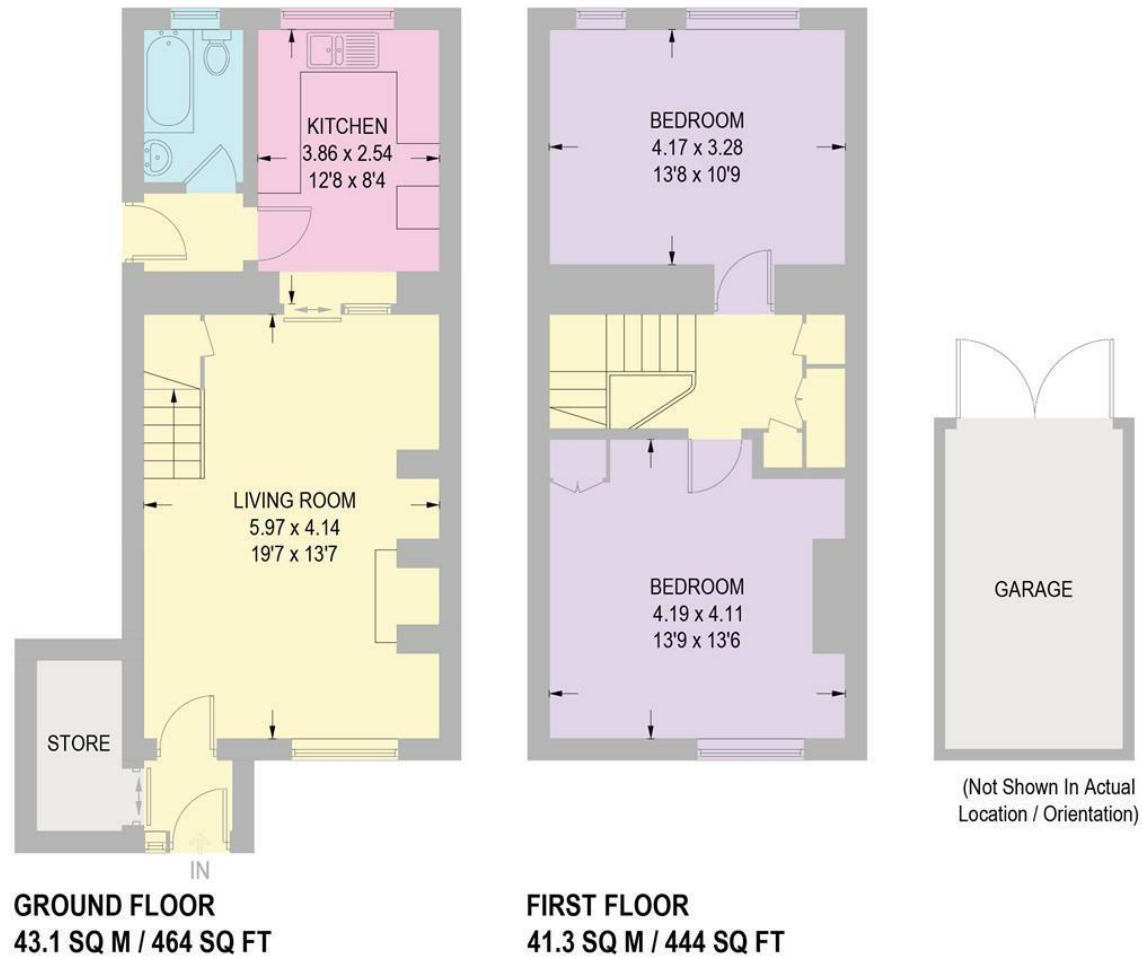 KITCHEN
3.86 x 2.54
12'8 x 8'4
LIVING ROOM
5.97 x 4.14
19'7 x 13'7
STORE
IN
GROUND FLOOR
43.1 SQ M / 464 SQ FT
BEDROOM
4.17 x 3.28
13'8 x 10'9
BEDROOM
4.19 x 4.11
13'9 x 13'6
FIRST FLOOR
41.3 SQ M / 444 SQ FT
GARAGE
(Not Shown In Actual
Location / Orientation)